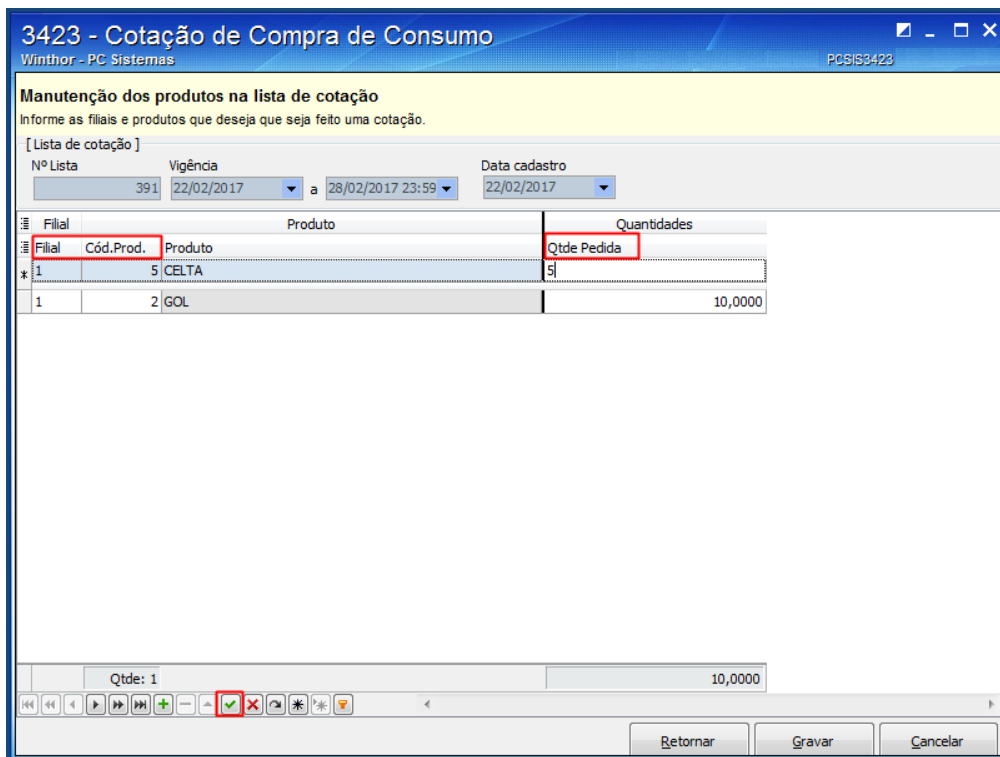 3423 - Cotação de Compra de Consumo
Winthor - PC Sistemas PCSIS3423
Manutenção dos produtos na lista de cotação
Informe as filiais e produtos que deseja que seja feito uma cotação.
[ Lista de cotação ]
Nº Lista Vigência Data cadastro
391 22/02/2017 a 28/02/2017 23:59 22/02/2017
Filial Produto Quantidades
Filial Cód.Prod. Produto Qtde Pedida
1 5 CELTA 5
1 2 GOL 10,0000
Qtde: 1 10,0000
Retornar Gravar Cancelar